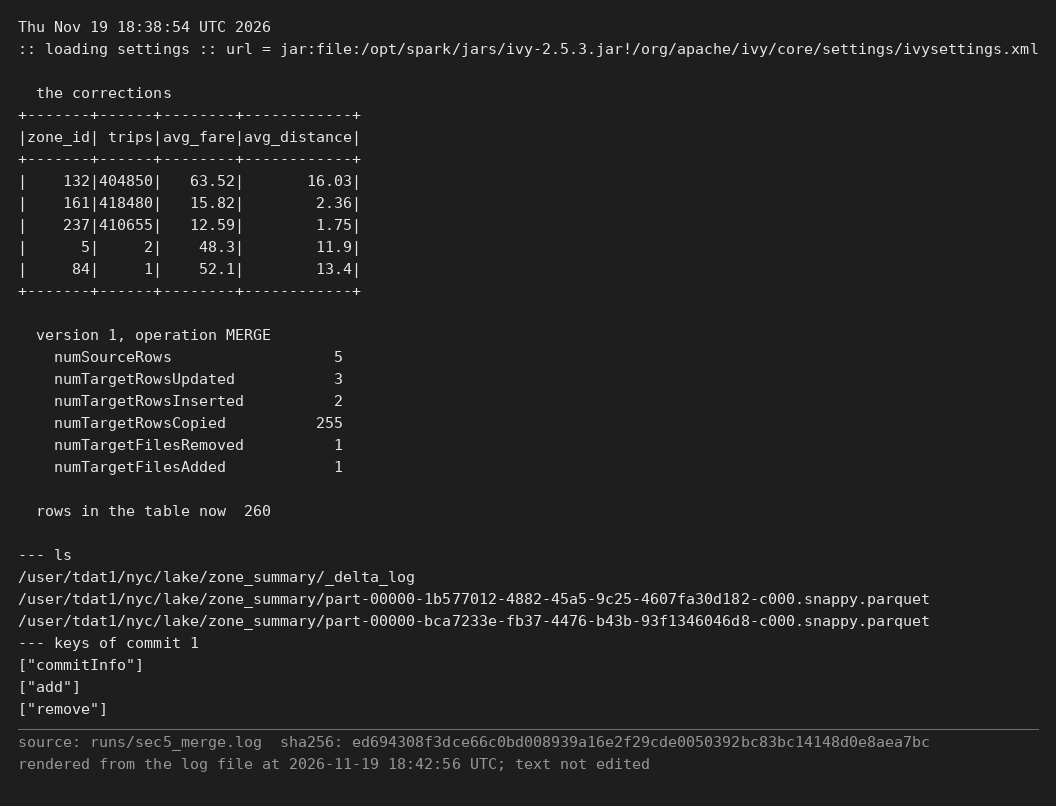 Thu Nov 19 18:38:54 UTC 2026
:: loading settings :: url = jar:file:/opt/spark/jars/ivy-2.5.3.jar!/org/apache/ivy/core/settings/ivysettings.xml
  the corrections
+-------+------+--------+------------+
|zone_id| trips|avg_fare|avg_distance|
+-------+------+--------+------------+
|    132|404850|   63.52|       16.03|
|    161|418480|   15.82|        2.36|
|    237|410655|   12.59|        1.75|
|      5|     2|    48.3|        11.9|
|     84|     1|    52.1|        13.4|
+-------+------+--------+------------+
  version 1, operation MERGE
    numSourceRows                  5
    numTargetRowsUpdated           3
    numTargetRowsInserted          2
    numTargetRowsCopied          255
    numTargetFilesRemoved          1
    numTargetFilesAdded            1
  rows in the table now  260
--- ls
/user/tdat1/nyc/lake/zone_summary/_delta_log
/user/tdat1/nyc/lake/zone_summary/part-00000-1b577012-4882-45a5-9c25-4607fa30d182-c000.snappy.parquet
/user/tdat1/nyc/lake/zone_summary/part-00000-bca7233e-fb37-4476-b43b-93f1346046d8-c000.snappy.parquet
--- keys of commit 1
["commitInfo"]
["add"]
["remove"]
source: runs/sec5_merge.log  sha256: ed694308f3dce66c0bd008939a16e2f29cde0050392bc83bc14148d0e8aea7bc
rendered from the log file at 2026-11-19 18:42:56 UTC; text not edited